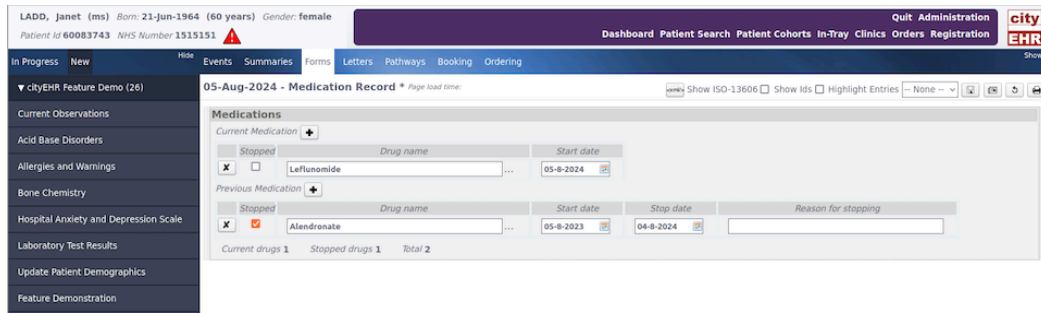 LADD, Janet (ms) Born: 21-Jun-1964 (60 years) Gender: female
Patient Id 60083743 NHS Number 1515151
Quit Administration
Dashboard Patient Search Patient Cohorts In-Tray Clinics Orders Registration
city
EHR
In Progress New Hide Events Summaries Forms Letters Pathways Booking Ordering Show
▼ cityEHR Feature Demo (26)
Current Observations
Acid Base Disorders
Allergies and Warnings
Bone Chemistry
Hospital Anxiety and Depression Scale
Laboratory Test Results
Update Patient Demographics
Feature Demonstration
05-Aug-2024 - Medication Record * Page load time:
Show ISO-13606 Show Ids Highlight Entries -- None --
Medications
Current Medication
Stopped Drug name Start date
x Leflunomide ... 05-8-2024
Previous Medication
Stopped Drug name Start date Stop date Reason for stopping
x Alendronate ... 05-8-2023 04-8-2024
Current drugs 1 Stopped drugs 1 Total 2